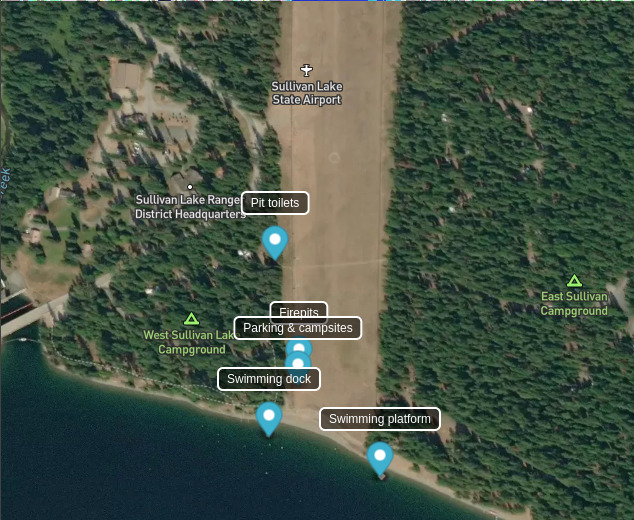 Sullivan Lake
State Airport
eek
Sullivan Lake Ranger
District Headquarters
Pit toilets
East Sullivan
Campground
Firepits
Parking & campsites
West Sullivan Lake
Campground
Swimming dock
Swimming platform